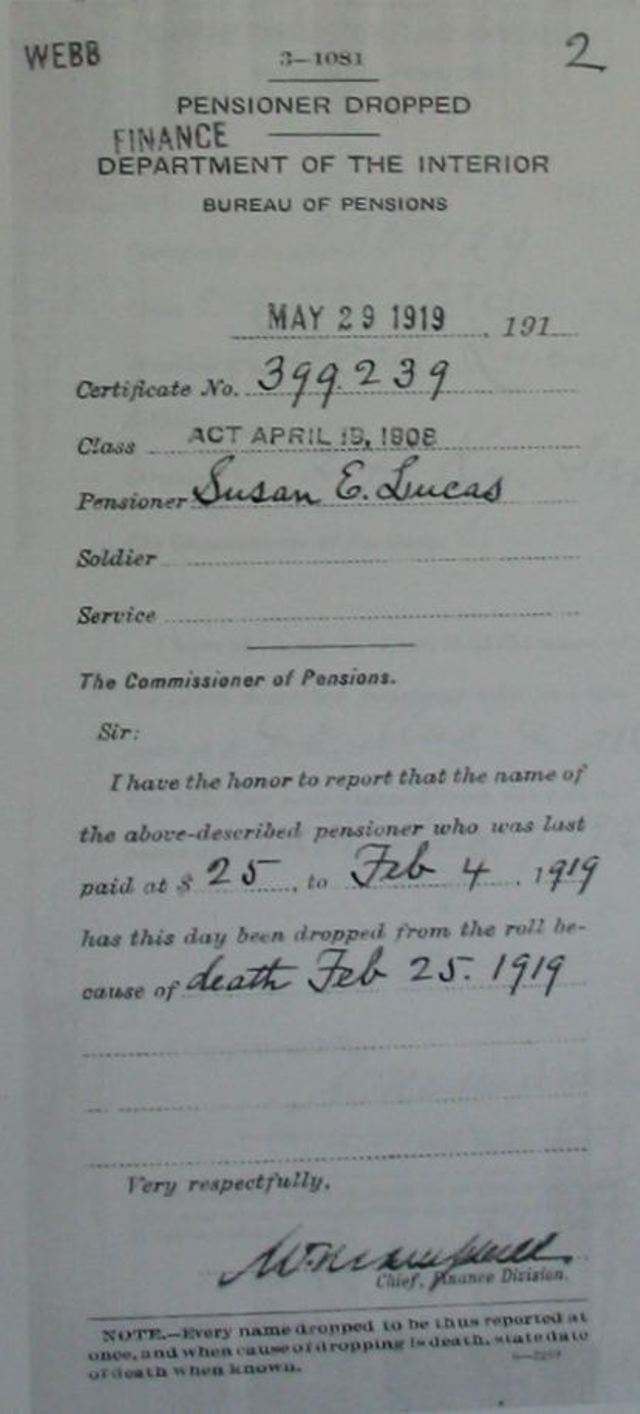 WEBB
3-1081
2
PENSIONER DROPPED
FINANCE
DEPARTMENT OF THE INTERIOR
BUREAU OF PENSIONS
MAY 29 1919, 191
Certificate No. 399239
Class ACT APRIL 19, 1908
Pensioner Susan E. Lucas
Soldier
Service
The Commissioner of Pensions.
Sir:
I have the honor to report that the name of
the above-described pensioner who was last
paid at $ 25, to Feb 4, 1919
has this day been dropped from the roll be-
cause of death Feb 25. 1919
Very respectfully,
Chief, Finance Division.
NOTE.—Every name dropped to be thus reported at
once, and when cause of dropping is death, state date
of death when known.